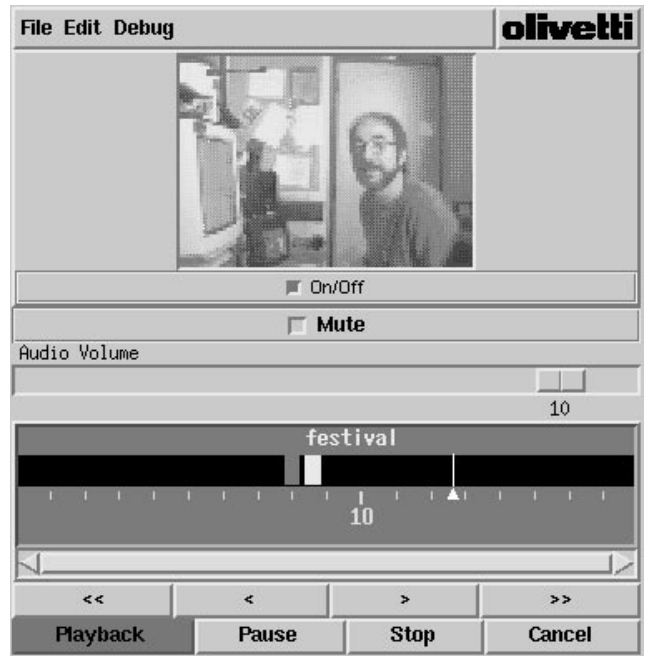 File Edit Debug olivetti
On/Off
Mute
Audio Volume
10
festival
10
<< < > >>
Playback Pause Stop Cancel